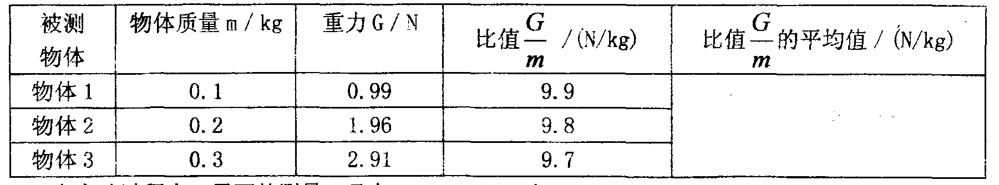 被测物体 物体质量 m / kg 重力 G / N 比值 G/m / (N/kg) 比值 G/m 的平均值 / (N/kg)
物体 1 0.1 0.99 9.9
物体 2 0.2 1.96 9.8
物体 3 0.3 2.91 9.7